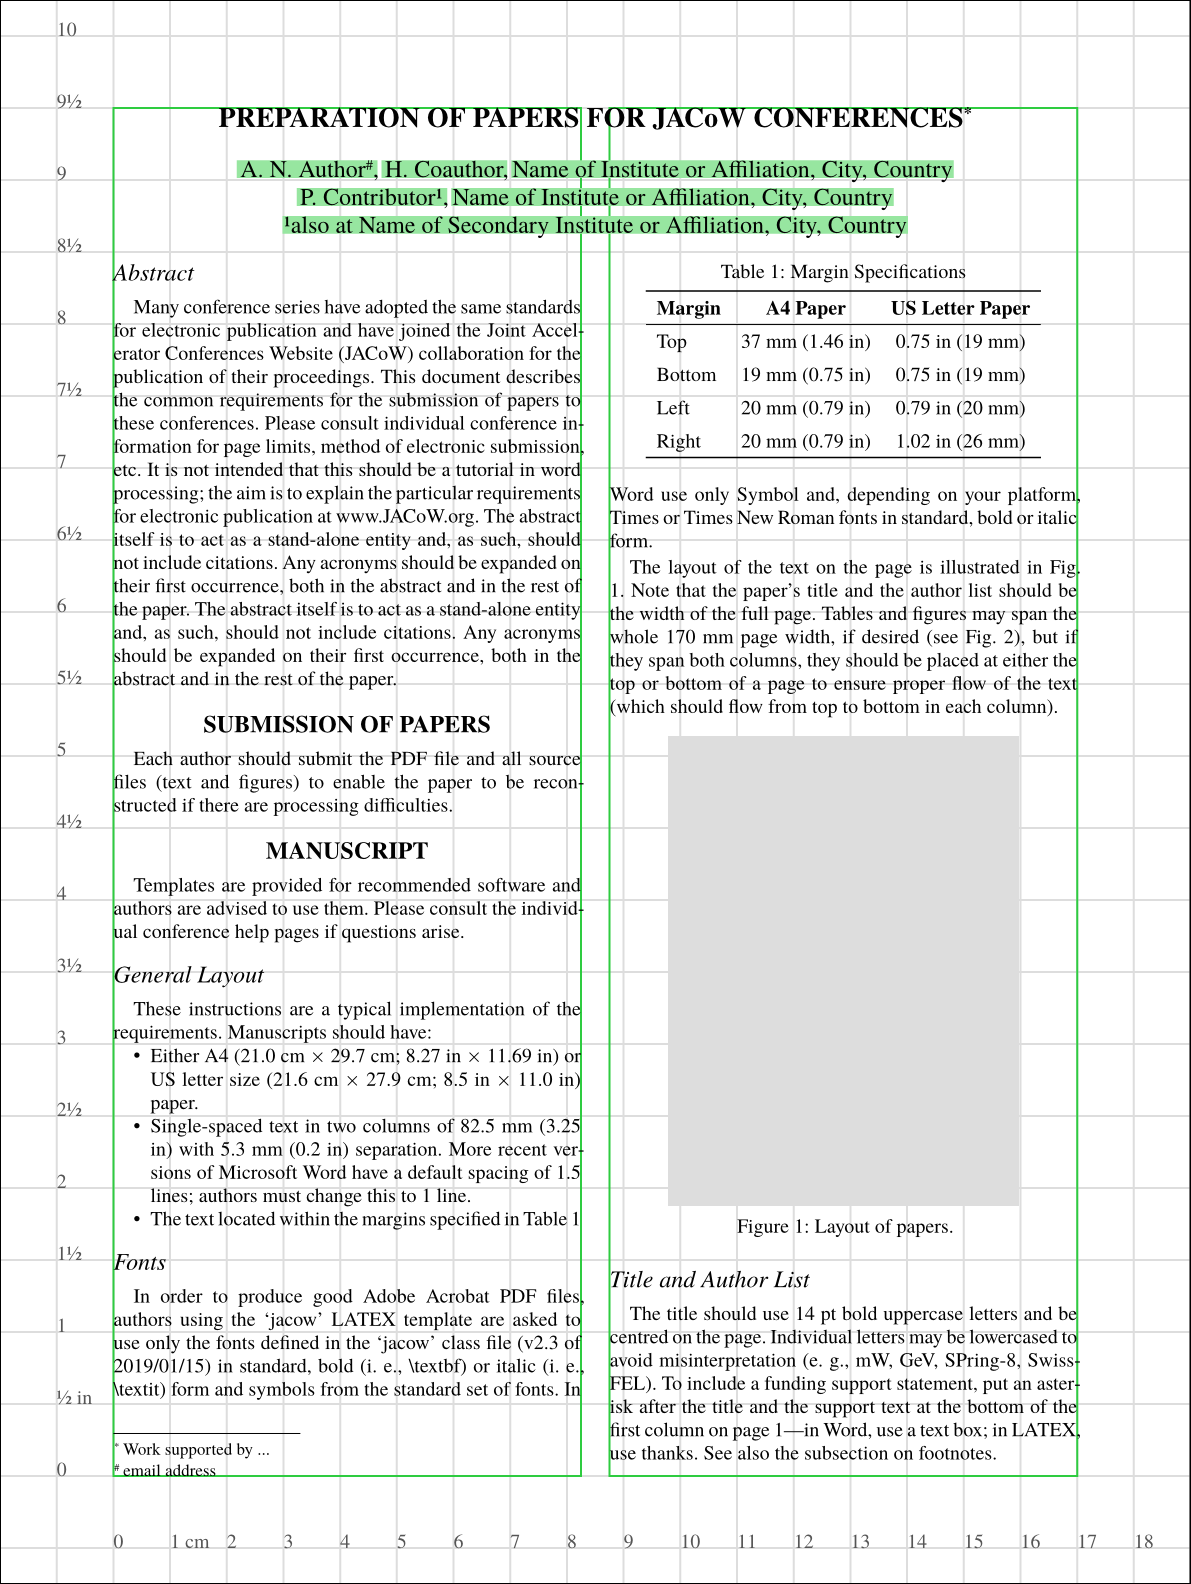 PREPARATION OF PAPERS FOR JACoW CONFERENCES*
A. N. Author#, H. Coauthor, Name of Institute or Affiliation, City, Country
P. Contributor¹, Name of Institute or Affiliation, City, Country
¹also at Name of Secondary Institute or Affiliation, City, Country
Abstract
Many conference series have adopted the same standards
for electronic publication and have joined the Joint Accel-
erator Conferences Website (JACoW) collaboration for the
publication of their proceedings. This document describes
the common requirements for the submission of papers to
these conferences. Please consult individual conference in-
formation for page limits, method of electronic submission,
etc. It is not intended that this should be a tutorial in word
processing; the aim is to explain the particular requirements
for electronic publication at www.JACoW.org. The abstract
itself is to act as a stand-alone entity and, as such, should
not include citations. Any acronyms should be expanded on
their first occurrence, both in the abstract and in the rest of
the paper. The abstract itself is to act as a stand-alone entity
and, as such, should not include citations. Any acronyms
should be expanded on their first occurrence, both in the
abstract and in the rest of the paper.
SUBMISSION OF PAPERS
Each author should submit the PDF file and all source
files (text and figures) to enable the paper to be recon-
structed if there are processing difficulties.
MANUSCRIPT
Templates are provided for recommended software and
authors are advised to use them. Please consult the individ-
ual conference help pages if questions arise.
General Layout
These instructions are a typical implementation of the
requirements. Manuscripts should have:
• Either A4 (21.0 cm × 29.7 cm; 8.27 in × 11.69 in) or
US letter size (21.6 cm × 27.9 cm; 8.5 in × 11.0 in)
paper.
• Single-spaced text in two columns of 82.5 mm (3.25
in) with 5.3 mm (0.2 in) separation. More recent ver-
sions of Microsoft Word have a default spacing of 1.5
lines; authors must change this to 1 line.
• The text located within the margins specified in Table 1
Fonts
In order to produce good Adobe Acrobat PDF files,
authors using the ‘jacow’ LATEX template are asked to
use only the fonts defined in the ‘jacow’ class file (v2.3 of
2019/01/15) in standard, bold (i. e., \textbf) or italic (i. e.,
\textit) form and symbols from the standard set of fonts. In
* Work supported by ...
# email address
Table 1: Margin Specifications
Margin A4 Paper US Letter Paper
Top 37 mm (1.46 in) 0.75 in (19 mm)
Bottom 19 mm (0.75 in) 0.75 in (19 mm)
Left 20 mm (0.79 in) 0.79 in (20 mm)
Right 20 mm (0.79 in) 1.02 in (26 mm)
Word use only Symbol and, depending on your platform,
Times or Times New Roman fonts in standard, bold or italic
form.
The layout of the text on the page is illustrated in Fig.
1. Note that the paper’s title and the author list should be
the width of the full page. Tables and figures may span the
whole 170 mm page width, if desired (see Fig. 2), but if
they span both columns, they should be placed at either the
top or bottom of a page to ensure proper flow of the text
(which should flow from top to bottom in each column).
Figure 1: Layout of papers.
Title and Author List
The title should use 14 pt bold uppercase letters and be
centred on the page. Individual letters may be lowercased to
avoid misinterpretation (e. g., mW, GeV, SPring-8, Swiss-
FEL). To include a funding support statement, put an aster-
isk after the title and the support text at the bottom of the
first column on page 1—in Word, use a text box; in LATEX,
use thanks. See also the subsection on footnotes.
10
9½
9
8½
8
7½
7
6½
6
5½
5
4½
4
3½
3
2½
2
1½
1
½ in
0
0 1 cm 2 3 4 5 6 7 8 9 10 11 12 13 14 15 16 17 18